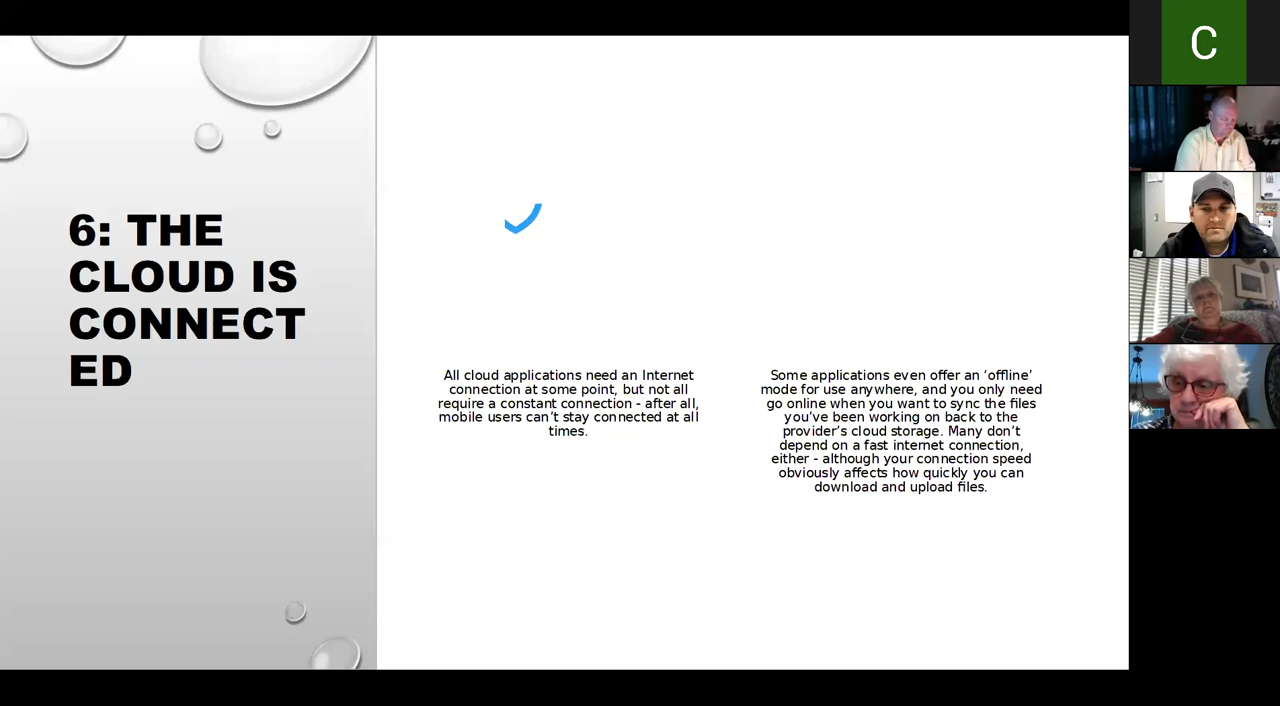 6: THE
CLOUD IS
CONNECT
ED
All cloud applications need an Internet
connection at some point, but not all
require a constant connection - after all,
mobile users can’t stay connected at all
times.
Some applications even offer an ‘offline’
mode for use anywhere, and you only need
go online when you want to sync the files
you’ve been working on back to the
provider’s cloud storage. Many don’t
depend on a fast internet connection,
either - although your connection speed
obviously affects how quickly you can
download and upload files.
C